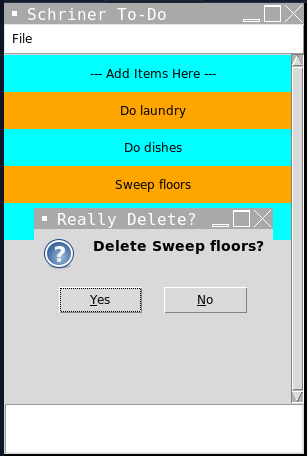 Schriner To-Do
File
--- Add Items Here ---
Do laundry
Do dishes
Sweep floors
Really Delete?
Delete Sweep floors?
Yes
No